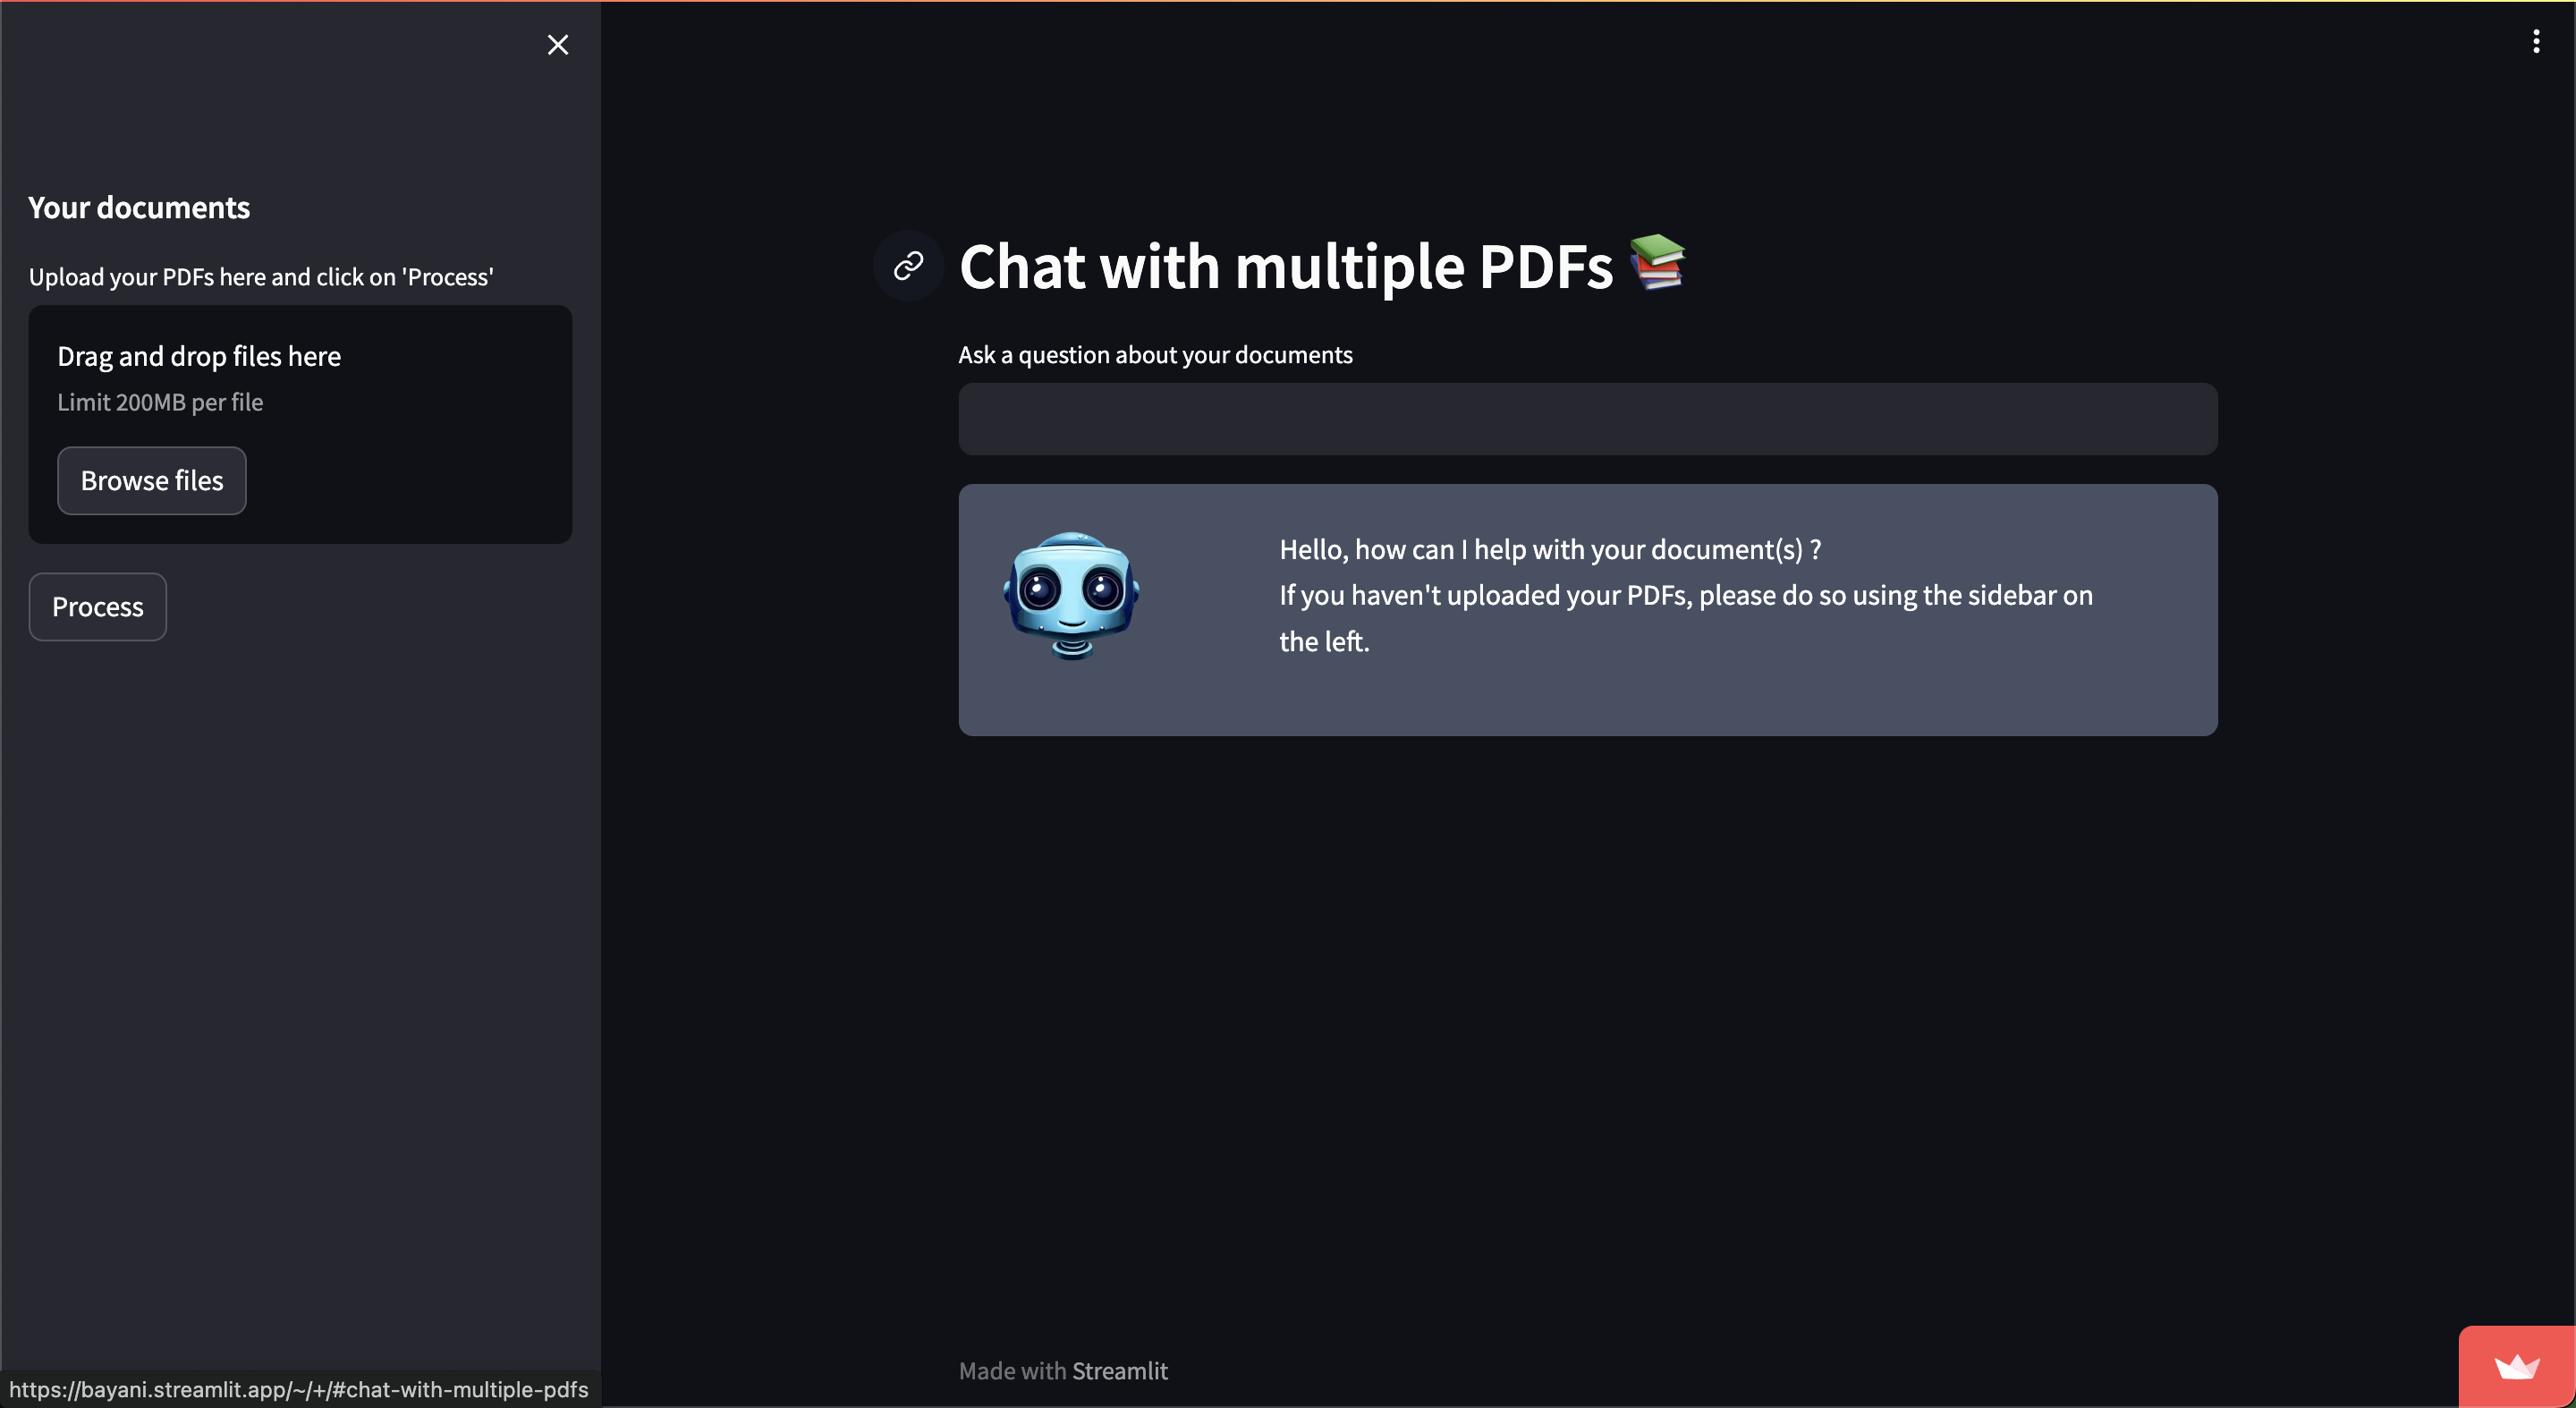 Your documents
Upload your PDFs here and click on 'Process'
Drag and drop files here
Limit 200MB per file
Browse files
Process
Chat with multiple PDFs
Ask a question about your documents
Hello, how can I help with your document(s) ?
If you haven't uploaded your PDFs, please do so using the sidebar on
the left.
Made with Streamlit
https://bayani.streamlit.app/~/+/#chat-with-multiple-pdfs